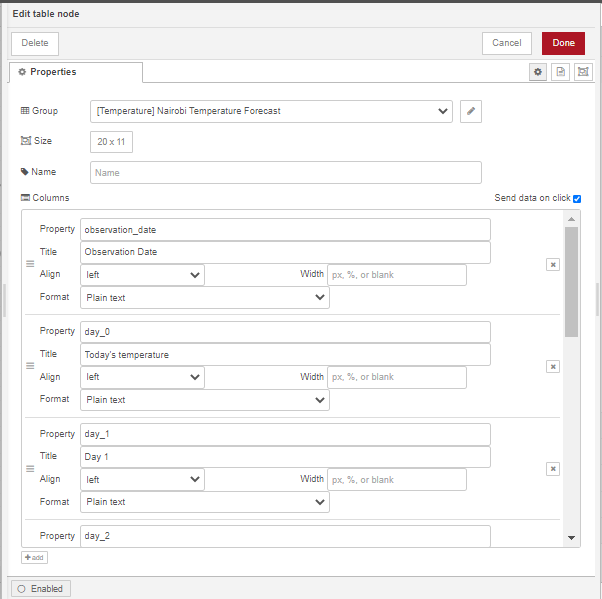 Edit table node
Delete
Cancel
Done
Properties
Group
[Temperature] Nairobi Temperature Forecast
Size
20 x 11
Name
Name
Columns
Send data on click
Property
observation_date
Title
Observation Date
Align
left
Width
px, %, or blank
Format
Plain text
Property
day_0
Title
Today's temperature
Align
left
Width
px, %, or blank
Format
Plain text
Property
day_1
Title
Day 1
Align
left
Width
px, %, or blank
Format
Plain text
Property
day_2
+ add
Enabled